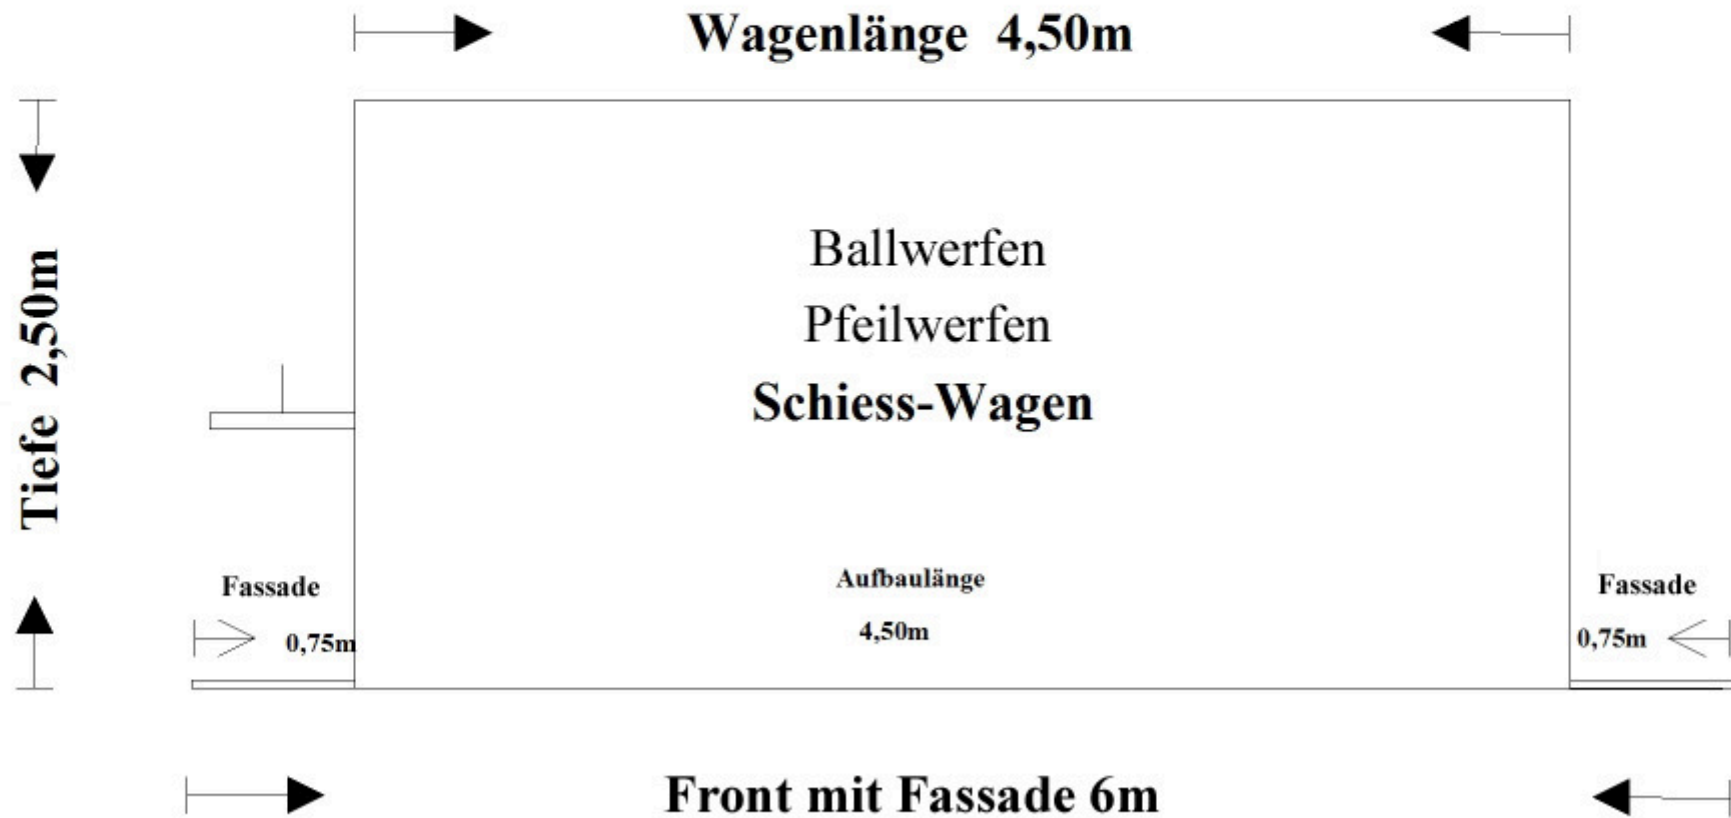 Wagenlänge 4,50m
Tiefe 2,50m
Ballwerfen
Pfeilwerfen
Schiess-Wagen
Fassade
0,75m
Aufbaulänge
4,50m
Fassade
0,75m
Front mit Fassade 6m